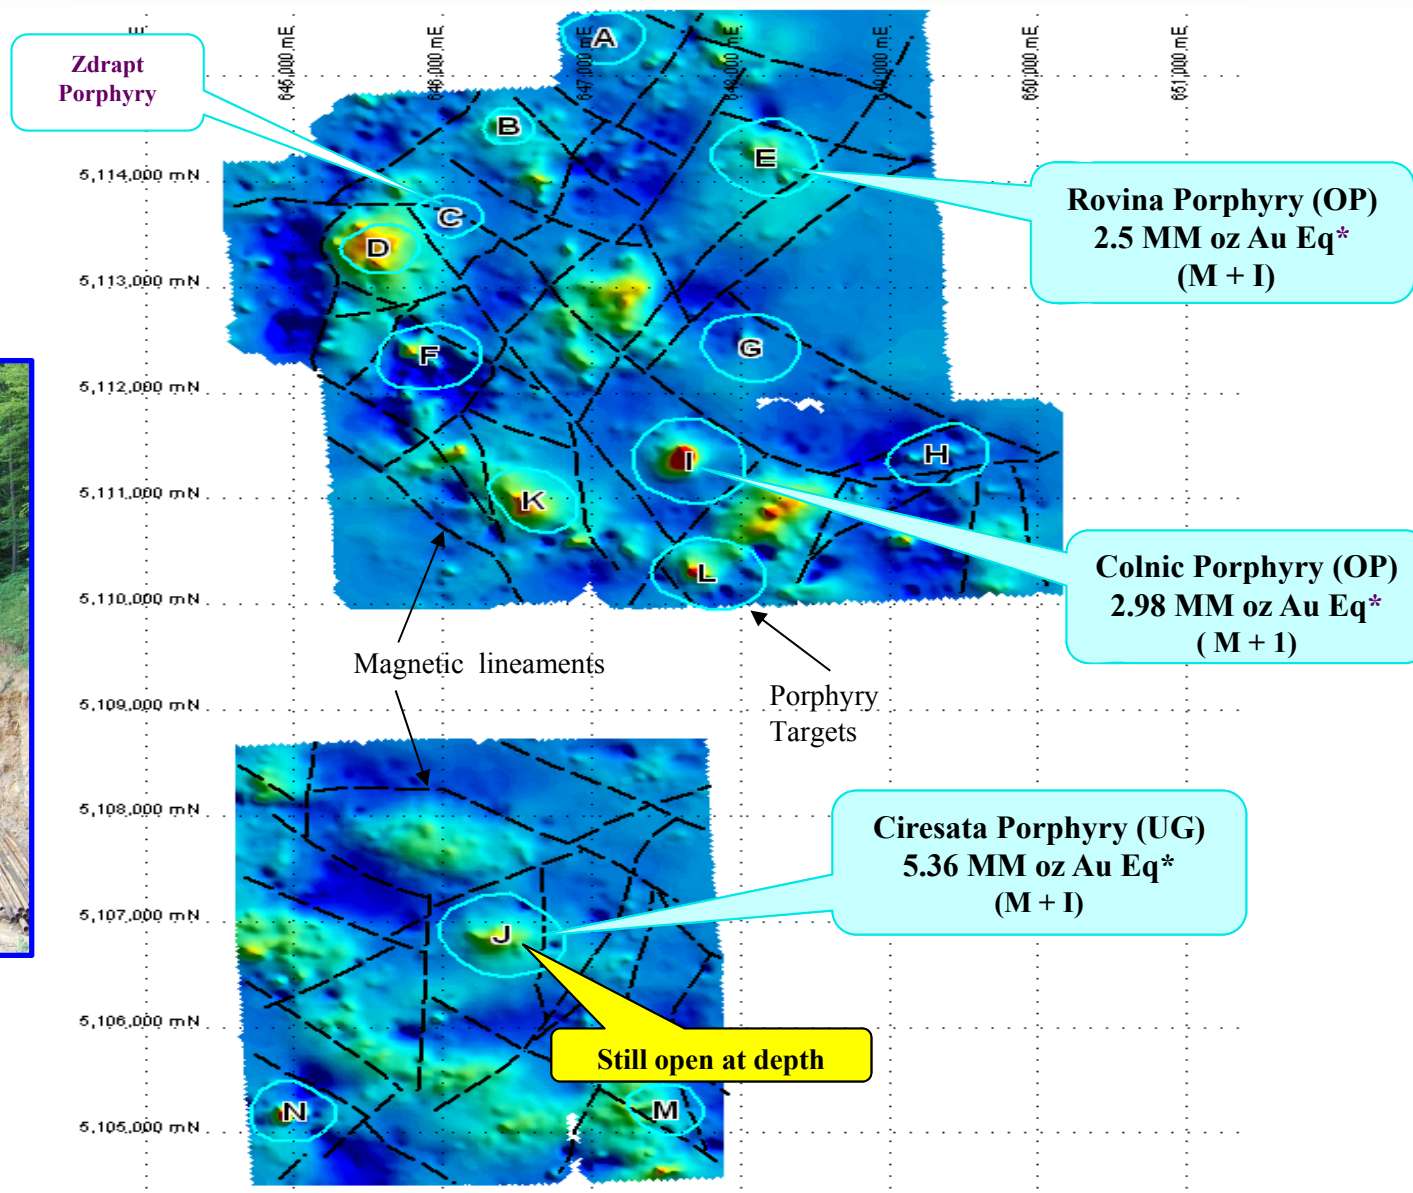 645,000 mE
646,000 mE
647,000 mE
648,000 mE
649,000 mE
650,000 mE
651,000 mE
Zdrapt
Porphyry
A
B
E
5,114,000 mN
Rovina Porphyry (OP)
2.5 MM oz Au Eq*
(M + I)
C
D
5,113,000 mN
F
G
5,112,000 mN
H
I
K
5,111,000 mN
Colnic Porphyry (OP)
2.98 MM oz Au Eq*
( M + 1)
L
5,110,000 mN
Magnetic lineaments
Porphyry
Targets
5,109,000 mN
5,108,000 mN
Ciresata Porphyry (UG)
5.36 MM oz Au Eq*
(M + I)
5,107,000 mN
J
5,106,000 mN
Still open at depth
N
M
5,105,000 mN